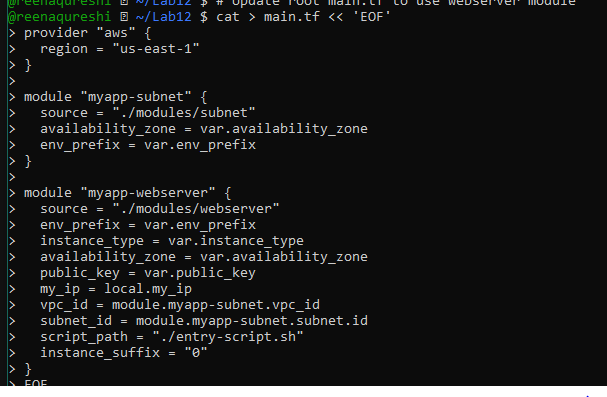 @reenaqureshi ~/Lab12 $ # Update root main.tf to use webserver module
@reenaqureshi ~/Lab12 $ cat > main.tf << 'EOF'
> provider "aws" {
>   region = "us-east-1"
> }
>
> module "myapp-subnet" {
>   source = "./modules/subnet"
>   availability_zone = var.availability_zone
>   env_prefix = var.env_prefix
> }
>
> module "myapp-webserver" {
>   source = "./modules/webserver"
>   env_prefix = var.env_prefix
>   instance_type = var.instance_type
>   availability_zone = var.availability_zone
>   public_key = var.public_key
>   my_ip = local.my_ip
>   vpc_id = module.myapp-subnet.vpc_id
>   subnet_id = module.myapp-subnet.subnet.id
>   script_path = "./entry-script.sh"
>   instance_suffix = "0"
> }
> EOF